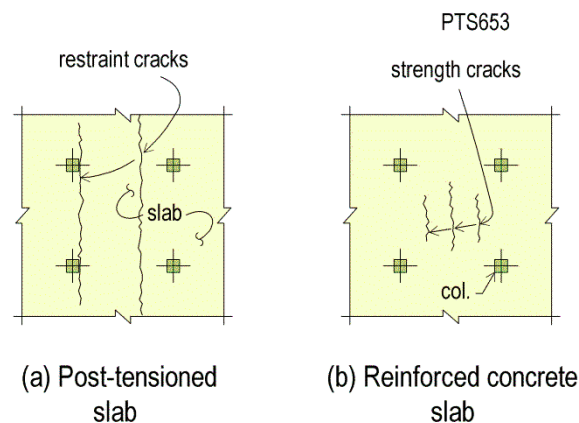 PTS653
restraint cracks
strength cracks
slab
col.
(a) Post-tensioned
slab
(b) Reinforced concrete
slab